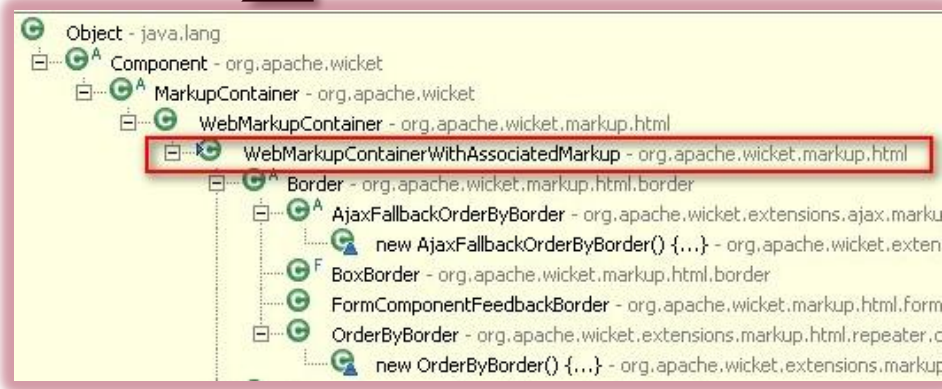 Object - java.lang
A Component - org.apache.wicket
A MarkupContainer - org.apache.wicket
WebMarkupContainer - org.apache.wicket.markup.html
WebMarkupContainerWithAssociatedMarkup - org.apache.wicket.markup.html
A Border - org.apache.wicket.markup.html.border
A AjaxFallbackOrderByBorder - org.apache.wicket.extensions.ajax.marku
new AjaxFallbackOrderByBorder() {...} - org.apache.wicket.exten
F BoxBorder - org.apache.wicket.markup.html.border
FormComponentFeedbackBorder - org.apache.wicket.markup.html.form
OrderByBorder - org.apache.wicket.extensions.markup.html.repeater.
new OrderByBorder() {...} - org.apache.wicket.extensions.markup